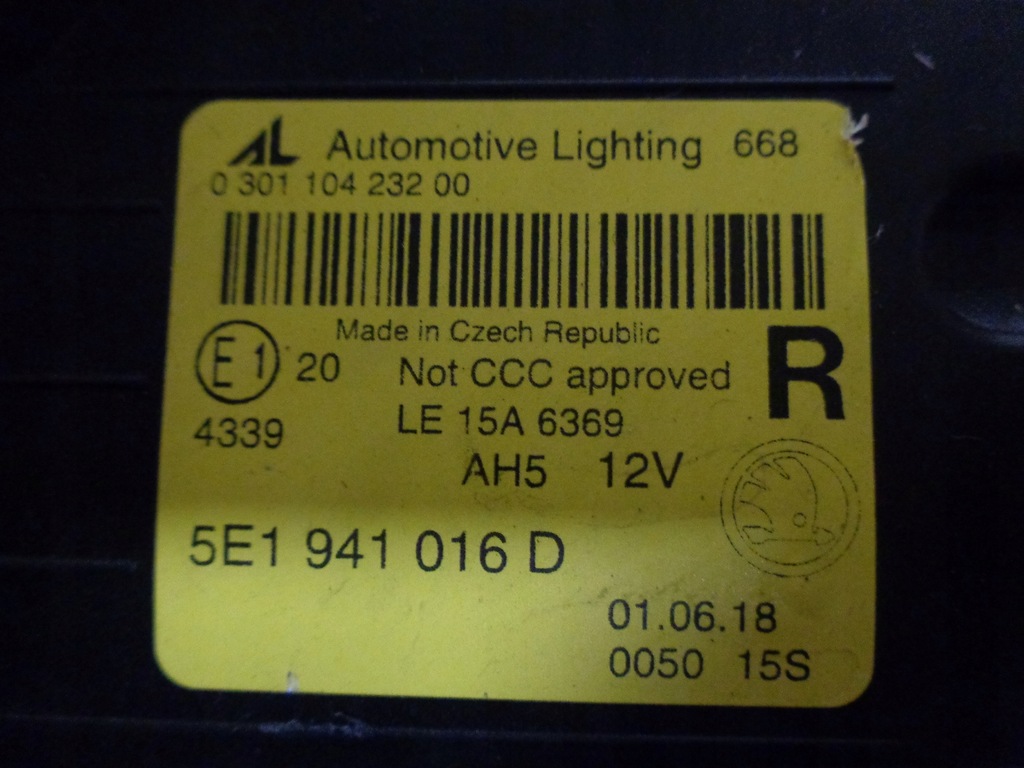 AL Automotive Lighting 668
0 301 104 232 00
Made in Czech Republic
E1 20 Not CCC approved R
4339 LE 15A 6369
AH5 12V
5E1 941 016 D
01.06.18
0050 15S